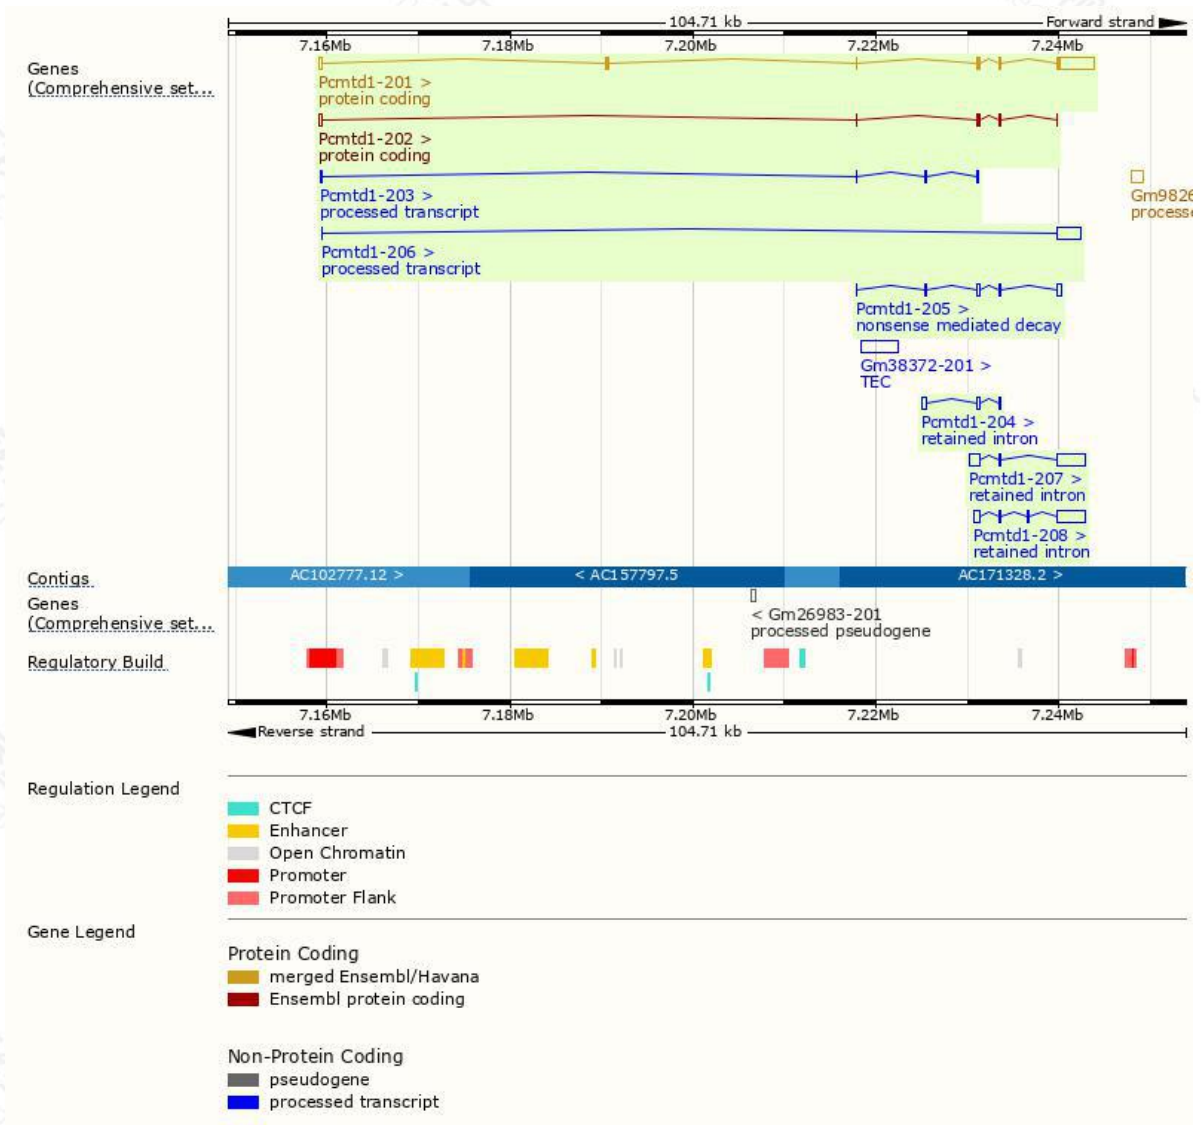 104.71 kb Forward strand
7.16Mb 7.18Mb 7.20Mb 7.22Mb 7.24Mb
Genes
(Comprehensive set...
Pcmtd1-201 >
protein coding
Pcmtd1-202 >
protein coding
Pcmtd1-203 >
processed transcript
Gm9826
processe
Pcmtd1-206 >
processed transcript
Pcmtd1-205 >
nonsense mediated decay
Gm38372-201 >
TEC
Pcmtd1-204 >
retained intron
Pcmtd1-207 >
retained intron
Pcmtd1-208 >
retained intron
Contigs
AC102777.12 > < AC157797.5 AC171328.2 >
Genes
(Comprehensive set...
< Gm26983-201
processed pseudogene
Regulatory Build
7.16Mb 7.18Mb 7.20Mb 7.22Mb 7.24Mb
Reverse strand 104.71 kb
Regulation Legend
CTCF
Enhancer
Open Chromatin
Promoter
Promoter Flank
Gene Legend
Protein Coding
merged Ensembl/Havana
Ensembl protein coding
Non-Protein Coding
pseudogene
processed transcript